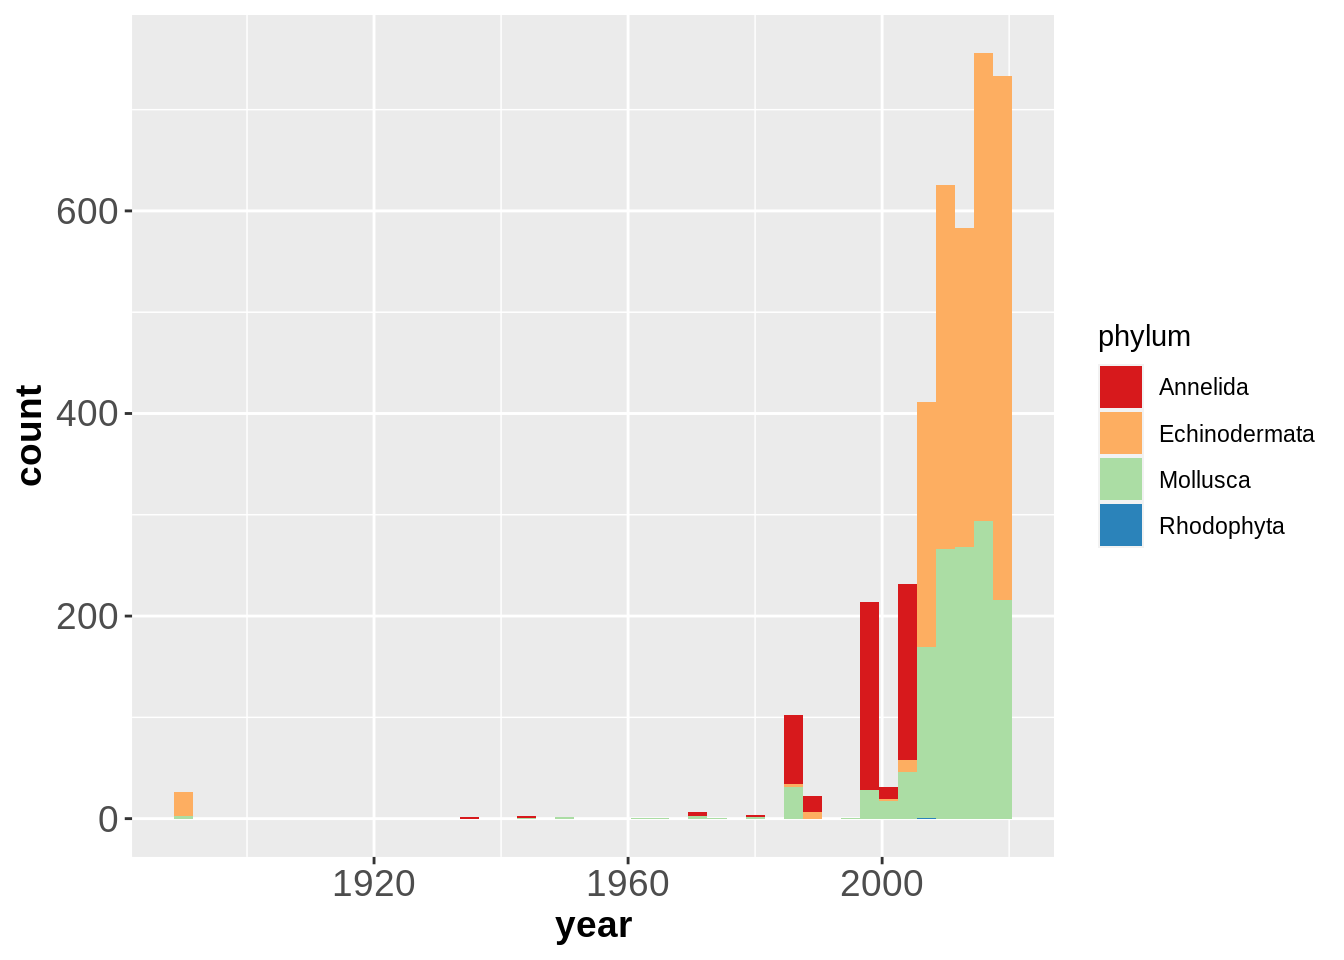 600
400
200
0
count
1920 1960 2000
year
phylum
Annelida
Echinodermata
Mollusca
Rhodophyta